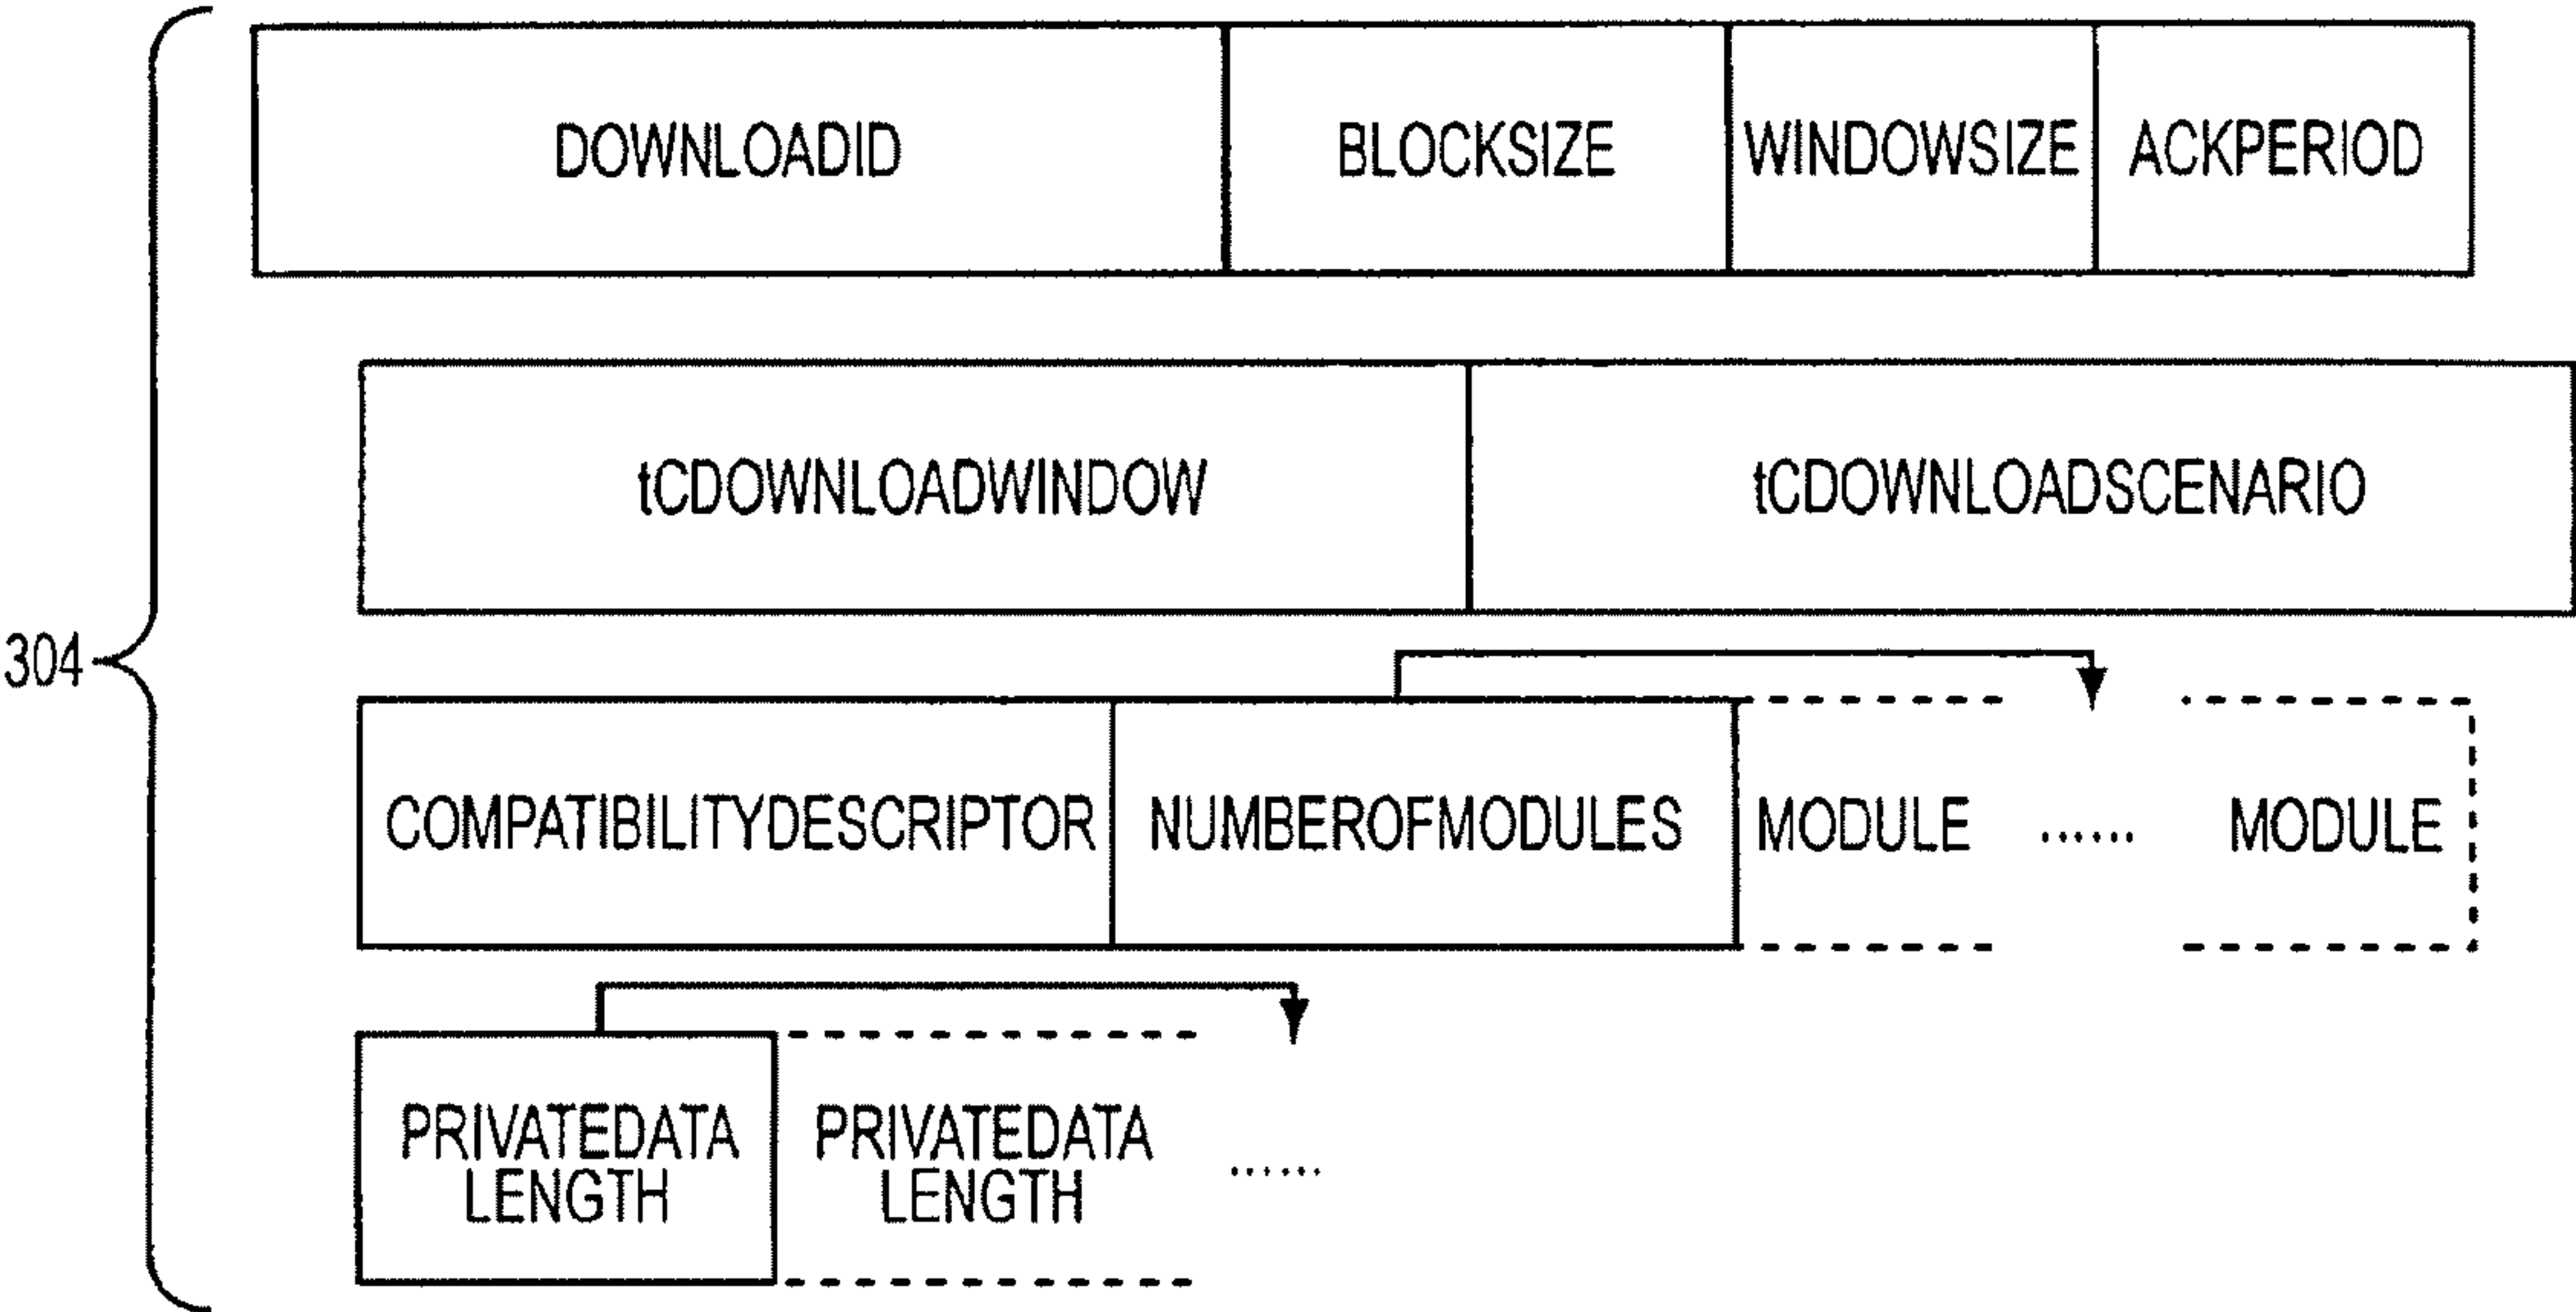 DOWNLOADID BLOCKSIZE WINDOWSIZE ACKPERIOD
tCDOWNLOADWINDOW tCDOWNLOADSCENARIO
304
COMPATIBILITYDESCRIPTOR NUMBEROFMODULES MODULE ...... MODULE
PRIVATEDATA PRIVATEDATA
LENGTH LENGTH ......